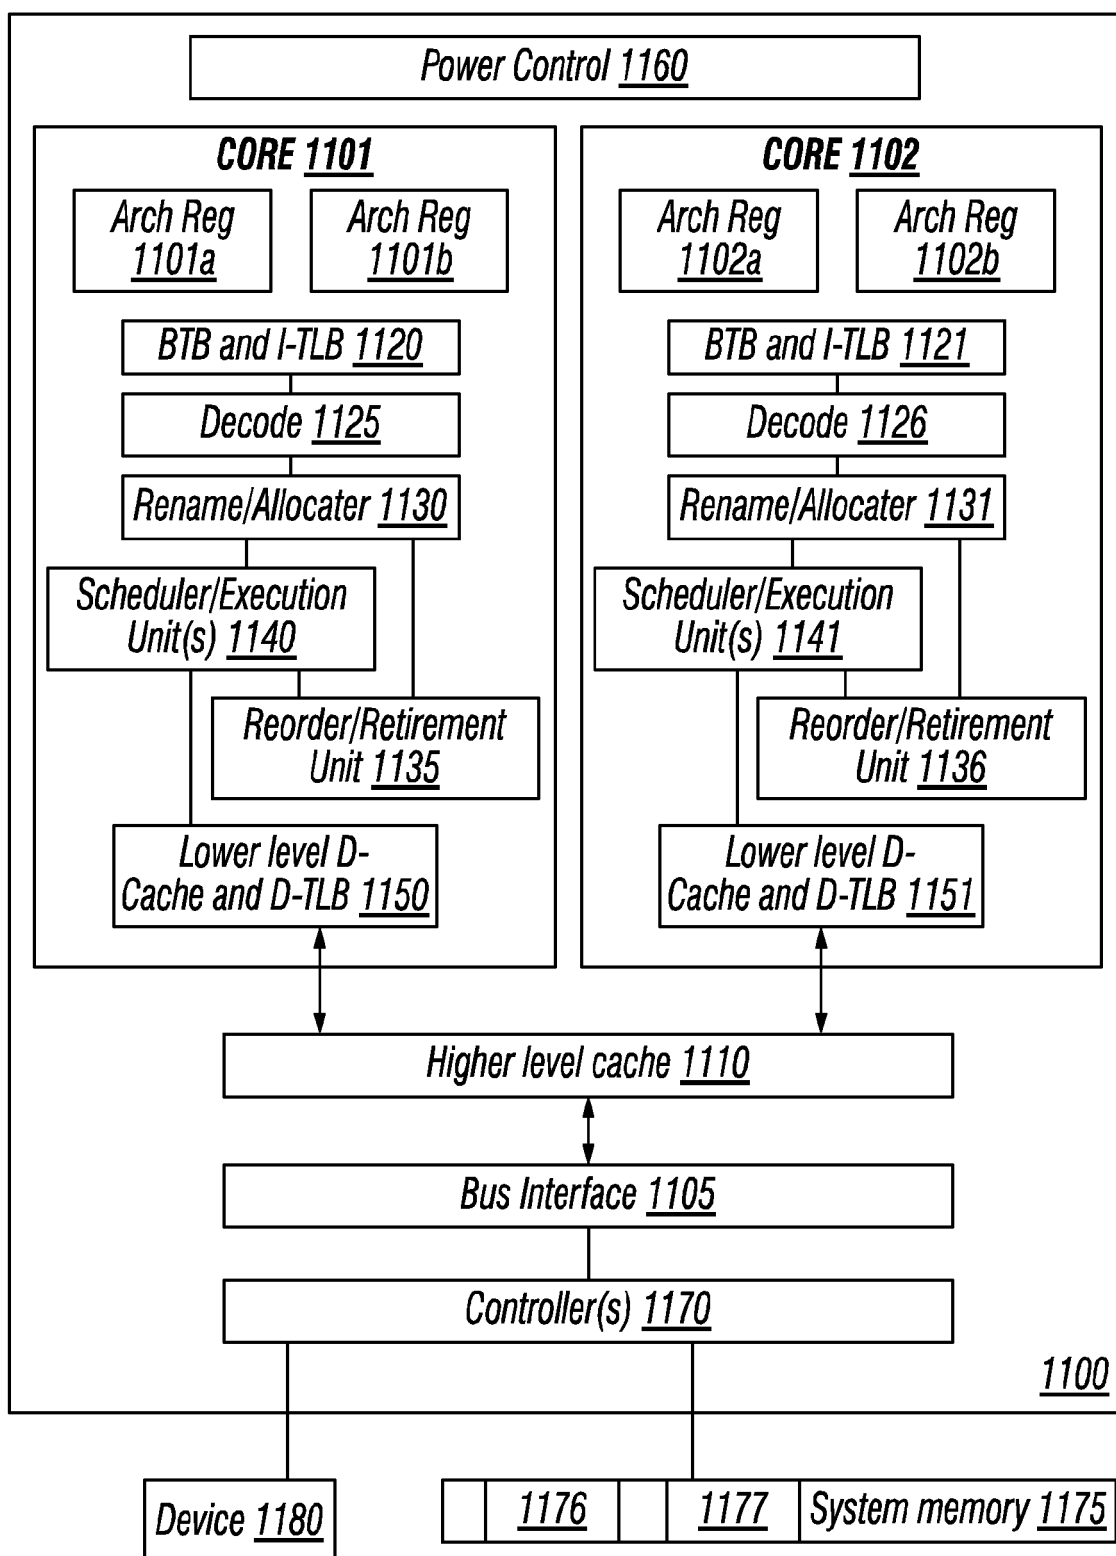 Power Control 1160
CORE 1101
Arch Reg
1101a
Arch Reg
1101b
BTB and I-TLB 1120
Decode 1125
Rename/Allocater 1130
Scheduler/Execution
Unit(s) 1140
Reorder/Retirement
Unit 1135
Lower level D-
Cache and D-TLB 1150
CORE 1102
Arch Reg
1102a
Arch Reg
1102b
BTB and I-TLB 1121
Decode 1126
Rename/Allocater 1131
Scheduler/Execution
Unit(s) 1141
Reorder/Retirement
Unit 1136
Lower level D-
Cache and D-TLB 1151
Higher level cache 1110
Bus Interface 1105
Controller(s) 1170
1100
Device 1180
1176
1177
System memory 1175